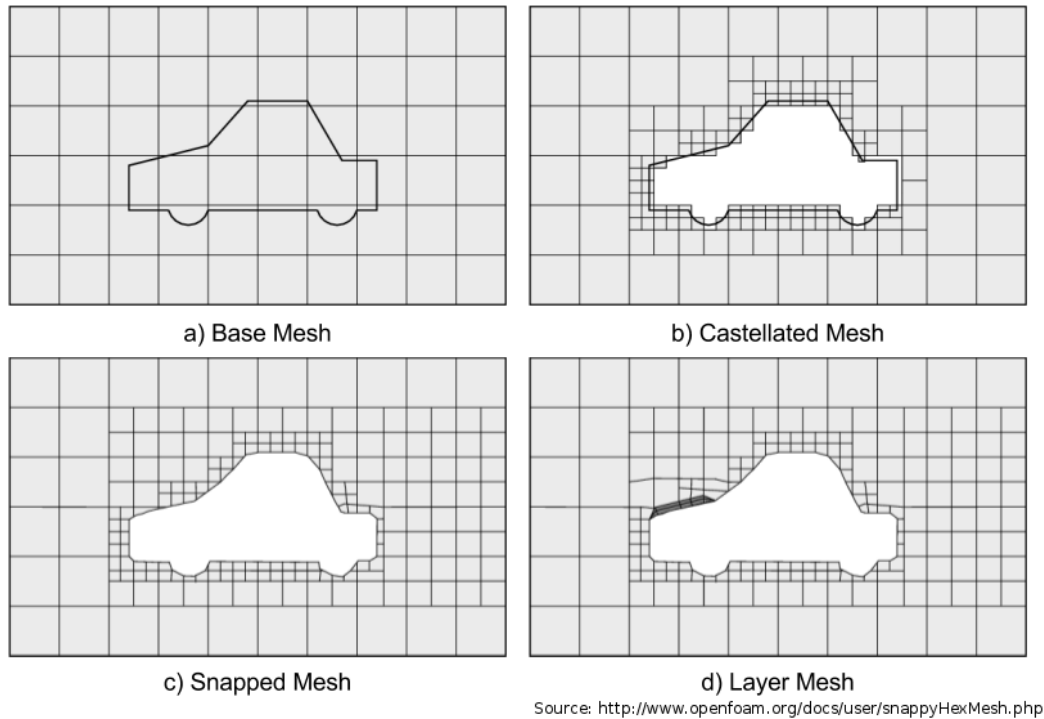 a) Base Mesh
b) Castellated Mesh
c) Snapped Mesh
d) Layer Mesh
Source: http://www.openfoam.org/docs/user/snappyHexMesh.php